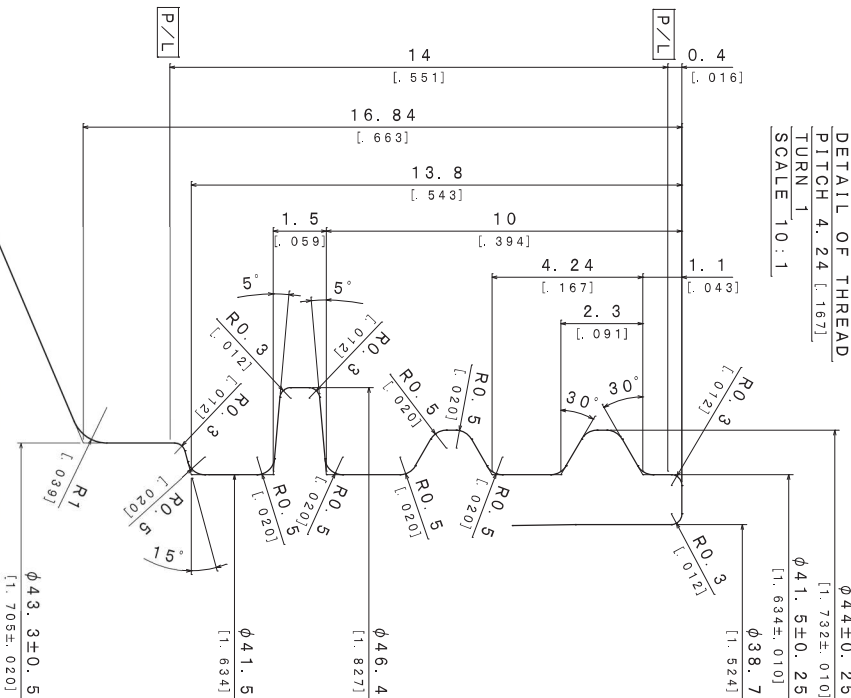 DETAIL OF THREAD
PITCH 4.24 [.167]
TURN 1
SCALE 10:1
P/L
P/L
14
[.551]
0.4
[.016]
16.84
[.663]
13.8
[.543]
1.5
[.059]
10
[.394]
4.24
[.167]
1.1
[.043]
2.3
[.091]
5°
5°
30°
30°
R0.3
[.012]
R0.3
[.012]
R0.5
[.020]
R0.5
[.020]
R0.3
[.012]
R0.3
[.012]
R1
[.039]
R0.5
[.020]
R0.5
[.020]
R0.5
[.020]
R0.5
[.020]
R0.5
[.020]
R0.3
[.012]
15°
φ43.3±0.5
[1.705±.020]
φ41.5
[1.634]
φ46.4
[1.827]
φ38.7
[1.524]
φ41.5±0.25
[1.634±.010]
φ44±0.25
[1.732±.010]